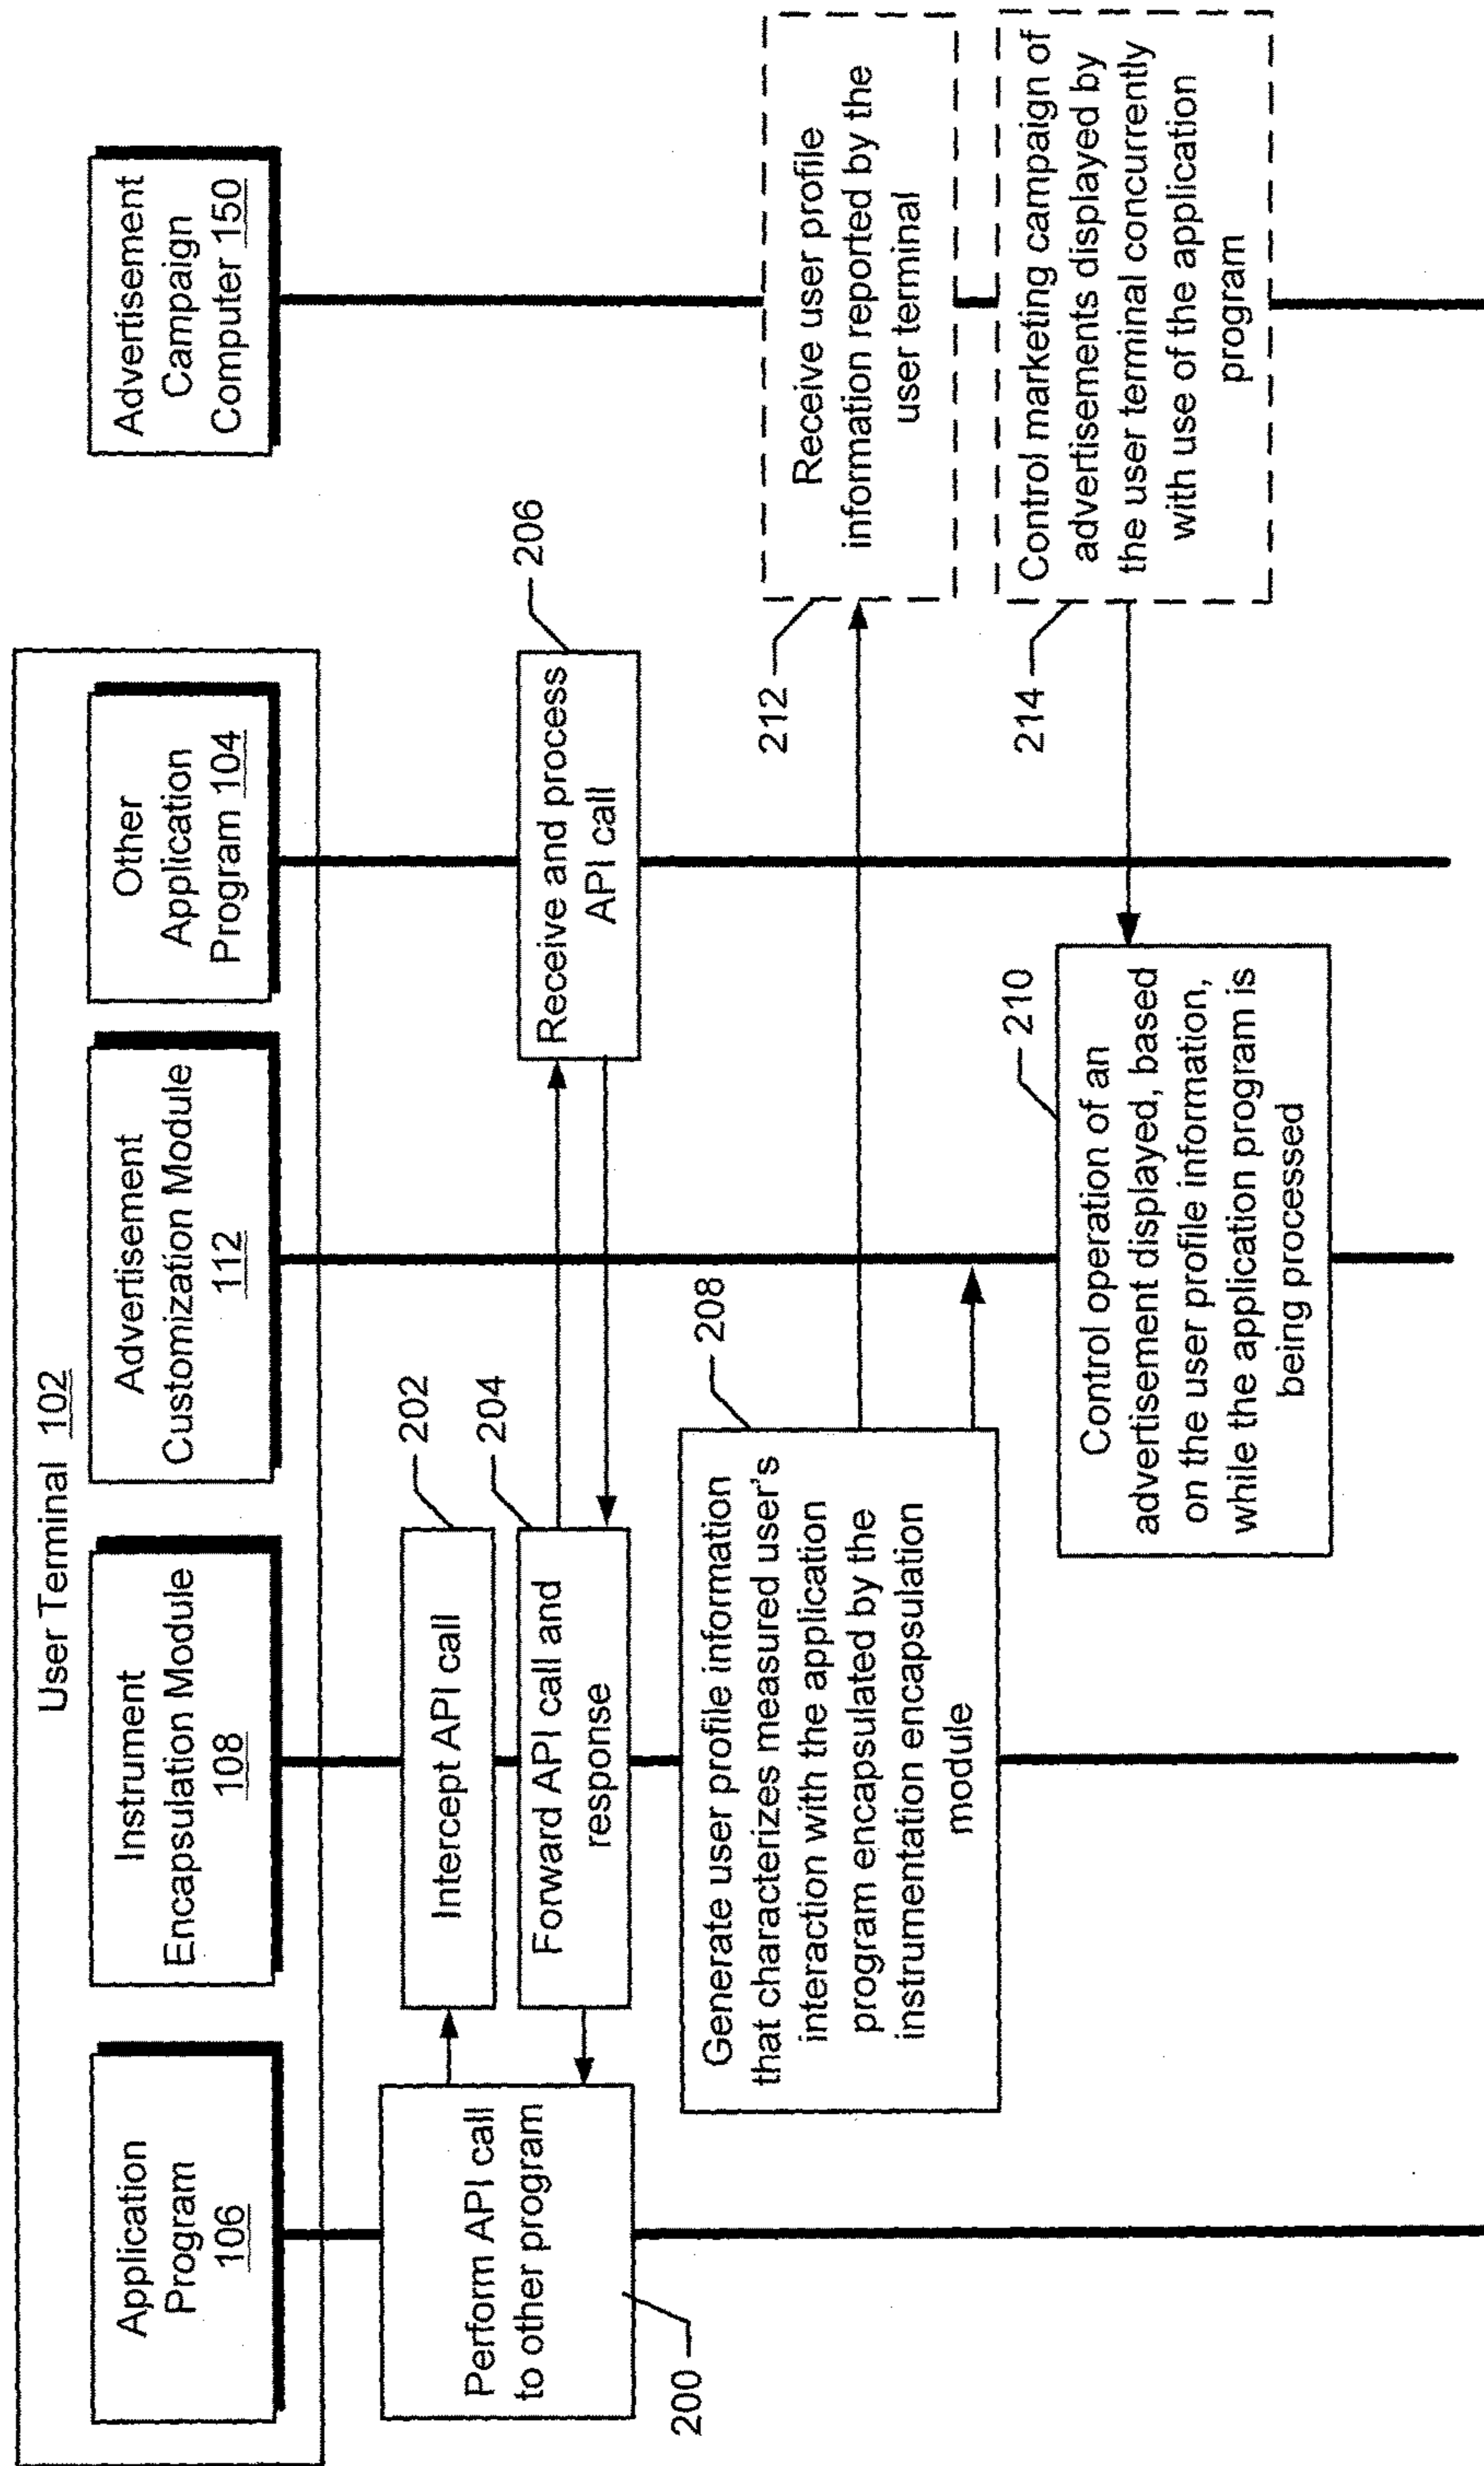 User Terminal 102
Application
Program
106
Instrument
Encapsulation Module
108
Advertisement
Customization Module
112
Other
Application
Program 104
Advertisement
Campaign
Computer 150
Perform API call
to other program
200
Intercept API call
202
Forward API call and
response
204
Receive and process
API call
206
Generate user profile information
that characterizes measured user's
interaction with the application
program encapsulated by the
instrumentation encapsulation
module
208
Receive user profile
information reported by the
user terminal
212
Control marketing campaign of
advertisements displayed by
the user terminal concurrently
with use of the application
program
214
Control operation of an
advertisement displayed, based
on the user profile information,
while the application program is
being processed
210